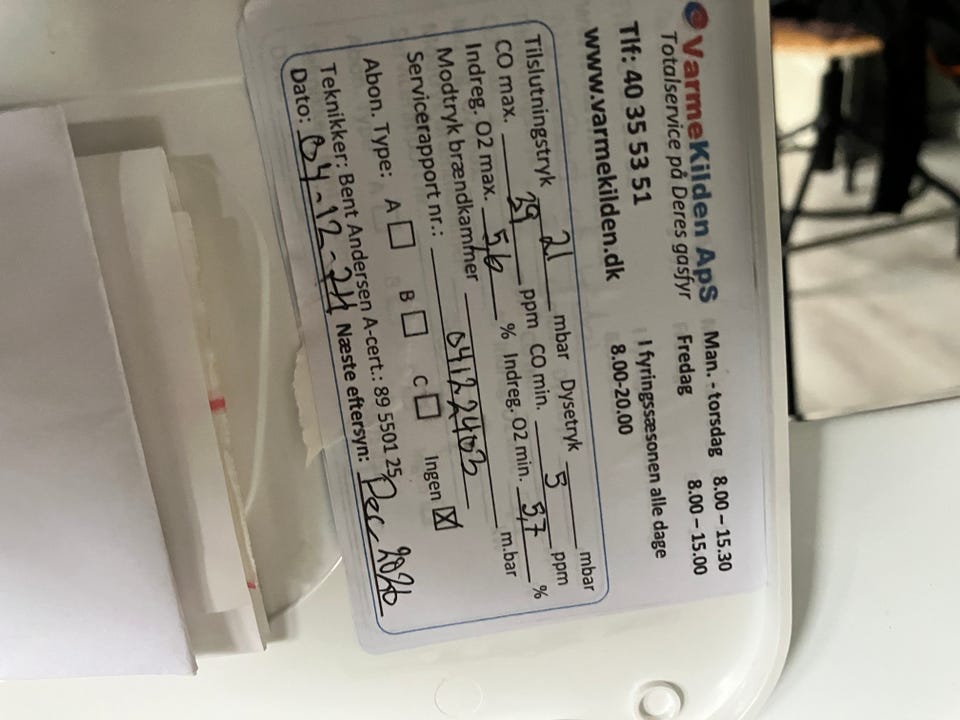 VarmeKilden ApS Man. - torsdag 8.00 – 15.30
Totalservice på Deres gasfyr Fredag 8.00 – 15.00
Tlf: 40 35 53 51 I fyringssæsonen alle dage
www.varmekilden.dk 8.00-20.00
Tilslutningstryk 21 mbar Dysetryk mbar
CO max. 39 ppm CO min. 5 ppm
Indreg. O2 max. 5,6 % Indreg. O2 min. 5,7 %
Modtryk brændkammer m.bar
Servicerapport nr.: 04122403
Abon. Type: A B C Ingen
Teknikker: Bent Andersen A-cert.: 89 5501 25
Dato: 04-12-24 Næste eftersyn: Dec 2026